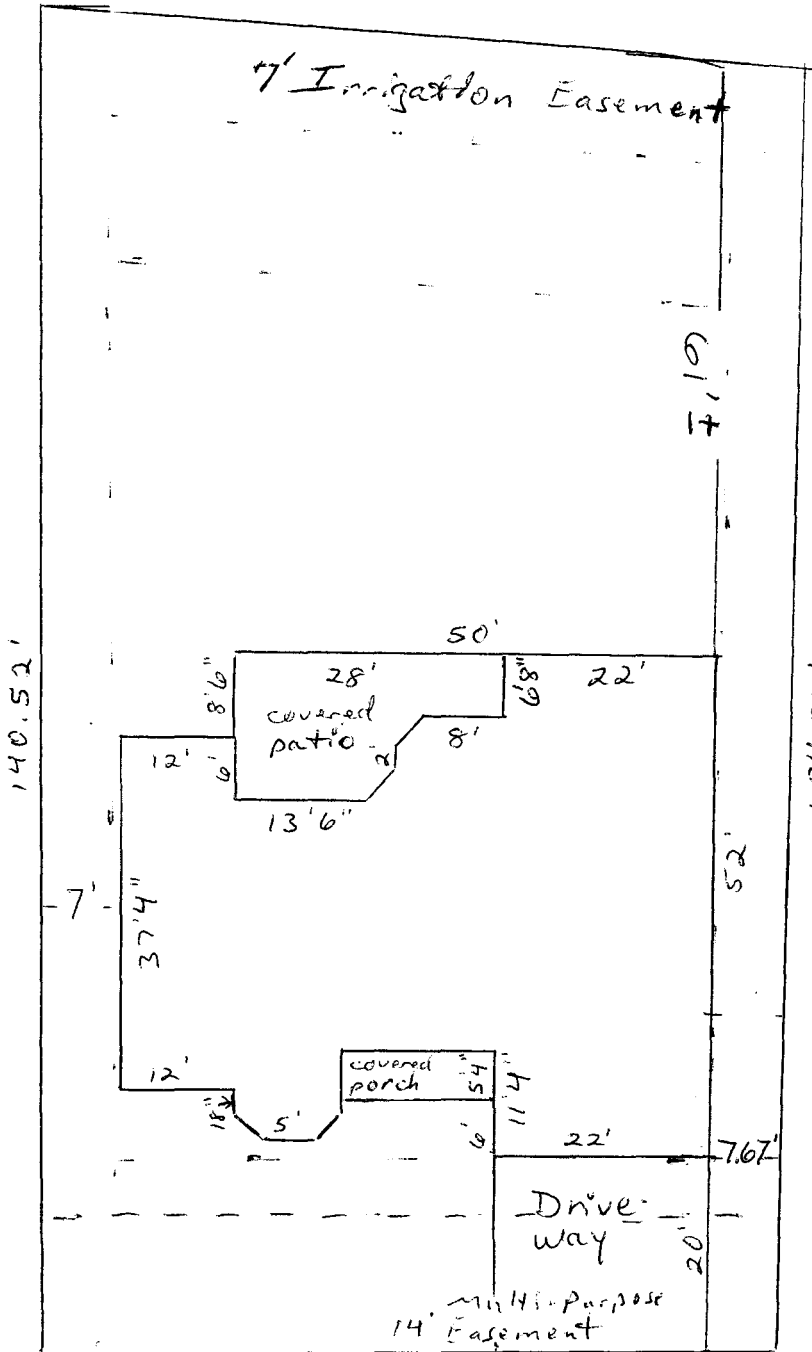 7' Irrigation Easement
50'
28'
22'
8'6"
6'8"
covered
patio
8'
2'
12'
6'
13'6"
140.52'
7'
37'4"
52'
12'
covered
porch
5'4"
11'4"
18"
5'
6'
22'
7.67'
Drive-
way
20'
14' Multi-Purpose
Easement